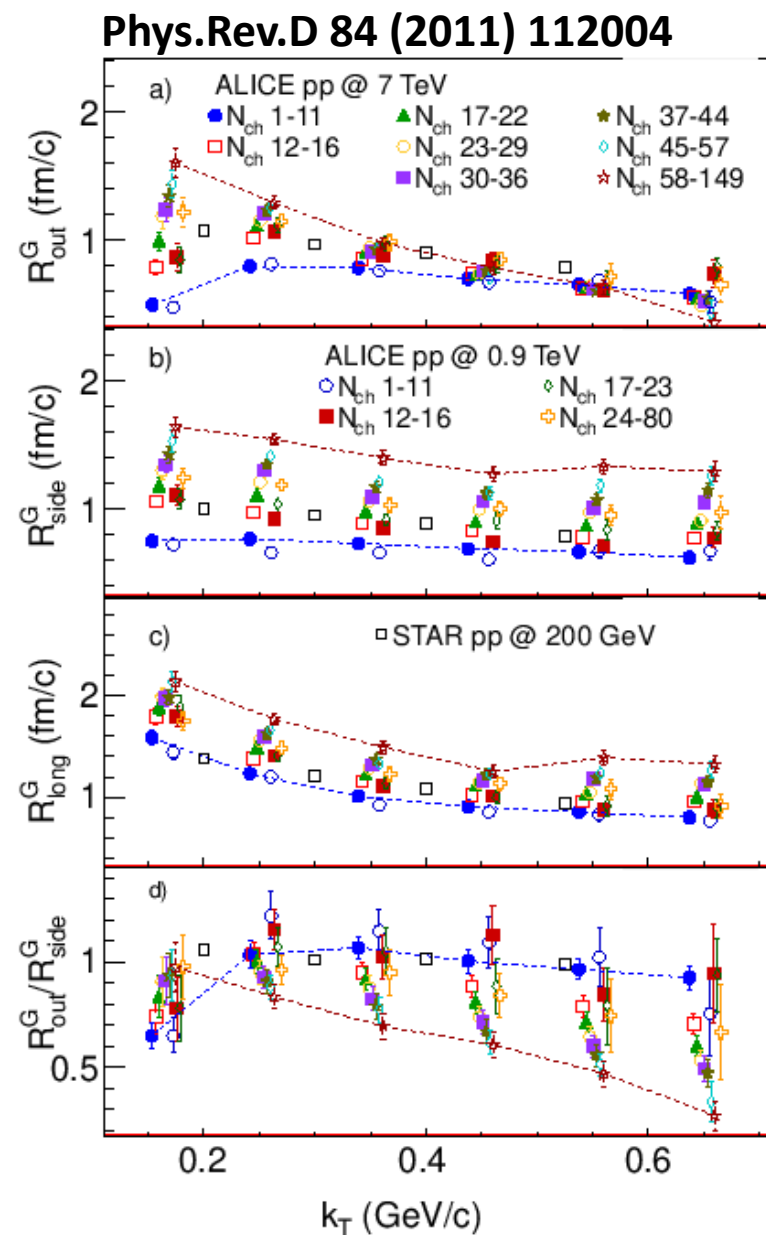 Phys.Rev.D 84 (2011) 112004
a) ALICE pp @ 7 TeV
N_ch 1-11 N_ch 17-22 N_ch 37-44
N_ch 12-16 N_ch 23-29 N_ch 45-57
N_ch 30-36 N_ch 58-149
R^G_out (fm/c)
2
1
b) ALICE pp @ 0.9 TeV
N_ch 1-11 N_ch 17-23
N_ch 12-16 N_ch 24-80
R^G_side (fm/c)
2
1
c) STAR pp @ 200 GeV
R^G_long (fm/c)
2
1
d)
R^G_out/R^G_side
1
0.5
0.2 0.4 0.6
k_T (GeV/c)